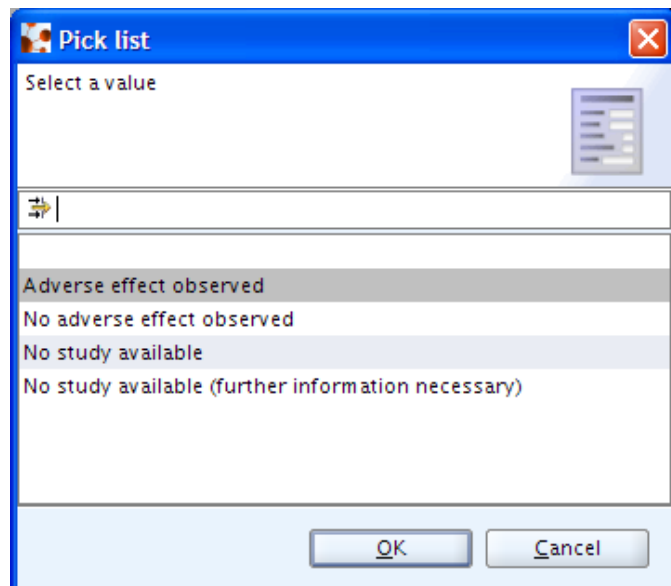 Pick list
Select a value
Adverse effect observed
No adverse effect observed
No study available
No study available (further information necessary)
OK
Cancel